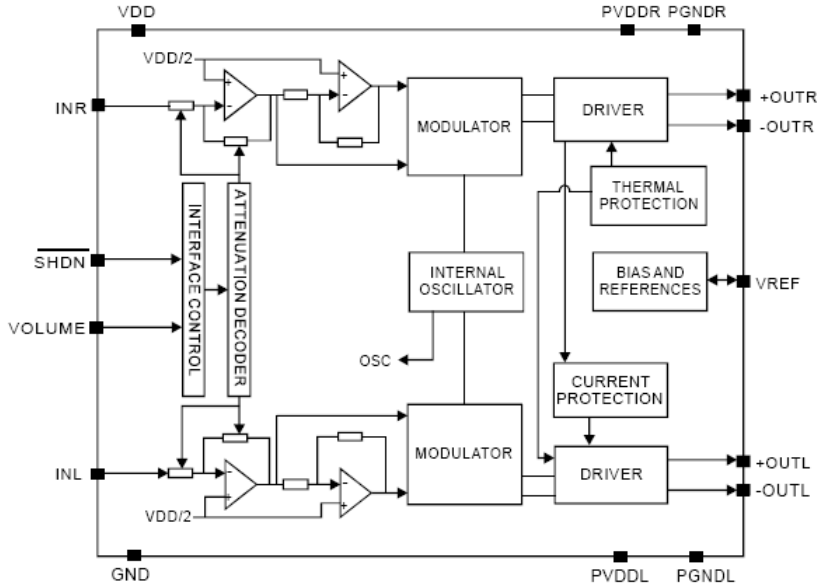 VDD
PVDDR
PGNDR
VDD/2
+
-
+
-
INR
MODULATOR
DRIVER
+OUTR
-OUTR
THERMAL
PROTECTION
INTERFACE CONTROL
ATTENUATION DECODER
SHDN
INTERNAL
OSCILLATOR
BIAS AND
REFERENCES
VREF
VOLUME
OSC
CURRENT
PROTECTION
MODULATOR
DRIVER
INL
-
+
-
+
VDD/2
+OUTL
-OUTL
GND
PVDDL
PGNDL